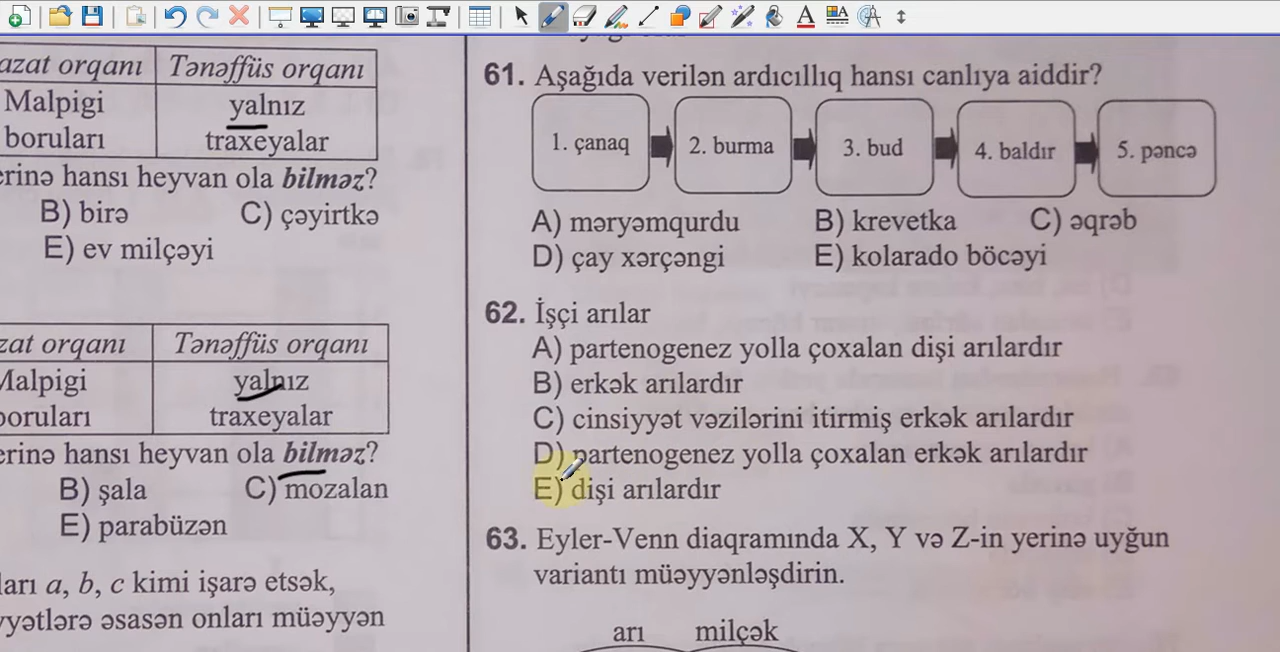 azat orqanı Tənəffüs orqanı
Malpigi yalnız
boruları traxeyalar
erinə hansı heyvan ola bilməz?
B) birə C) çəyirtkə
E) ev milçəyi
zat orqanı Tənəffüs orqanı
Malpigi yalnız
boruları traxeyalar
erinə hansı heyvan ola bilməz?
B) şala C) mozalan
E) parabüzən
ları a, b, c kimi işarə etsək,
yyətlərə əsasən onları müəyyən
61. Aşağıda verilən ardıcıllıq hansı canlıya aiddir?
1. çanaq 2. burma 3. bud 4. baldır 5. pəncə
A) məryəmqurdu B) krevetka C) əqrəb
D) çay xərçəngi E) kolarado böcəyi
62. İşçi arılar
A) partenogenez yolla çoxalan dişi arılardır
B) erkək arılardır
C) cinsiyyət vəzilərini itirmiş erkək arılardır
D) partenogenez yolla çoxalan erkək arılardır
E) dişi arılardır
63. Eyler-Venn diaqramında X, Y və Z-in yerinə uyğun
variantı müəyyənləşdirin.
arı milçək